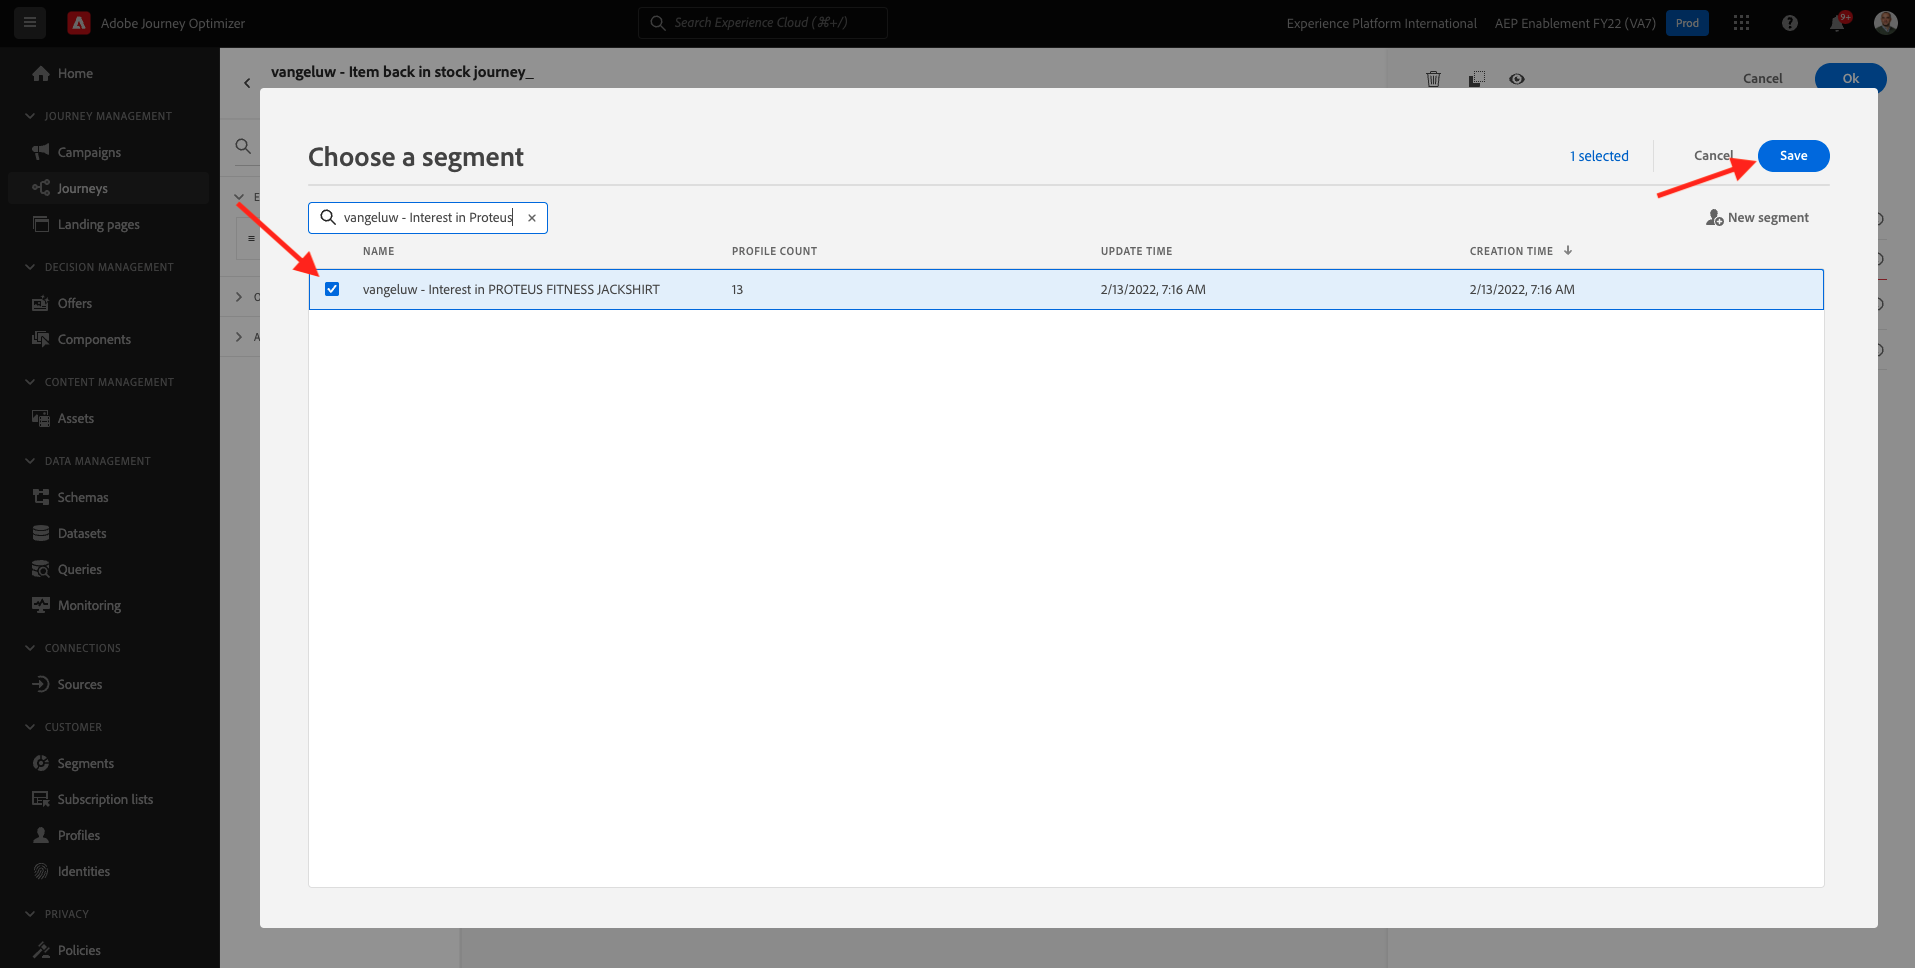 Adobe Journey Optimizer
Search Experience Cloud (⌘+/)
Experience Platform International
AEP Enablement FY22 (VA7)
Prod
9+
Home
JOURNEY MANAGEMENT
Campaigns
Journeys
Landing pages
DECISION MANAGEMENT
Offers
Components
CONTENT MANAGEMENT
Assets
DATA MANAGEMENT
Schemas
Datasets
Queries
Monitoring
CONNECTIONS
Sources
CUSTOMER
Segments
Subscription lists
Profiles
Identities
PRIVACY
Policies
vangeluw - Item back in stock journey_
Cancel
Ok
Choose a segment
1 selected
Cancel
Save
vangeluw - Interest in Proteus
New segment
NAME PROFILE COUNT UPDATE TIME CREATION TIME
vangeluw - Interest in PROTEUS FITNESS JACKSHIRT 13 2/13/2022, 7:16 AM 2/13/2022, 7:16 AM